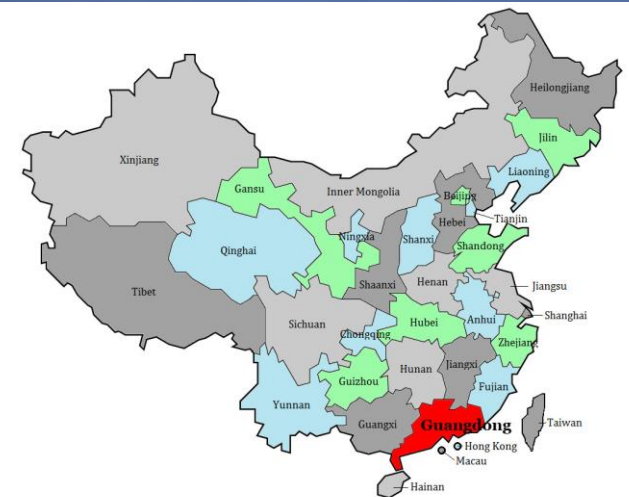 Heilongjiang
Jilin
Xinjiang
Liaoning
Gansu
Inner Mongolia
Beijing
Tianjin
Hebei
Ningxia
Shanxi
Shandong
Qinghai
Henan
Shaanxi
Jiangsu
Tibet
Shanghai
Sichuan
Hubei
Anhui
Chongqing
Zhejiang
Hunan
Jiangxi
Guizhou
Fujian
Yunnan
Guangxi
Guangdong
Taiwan
Hong Kong
Macau
Hainan